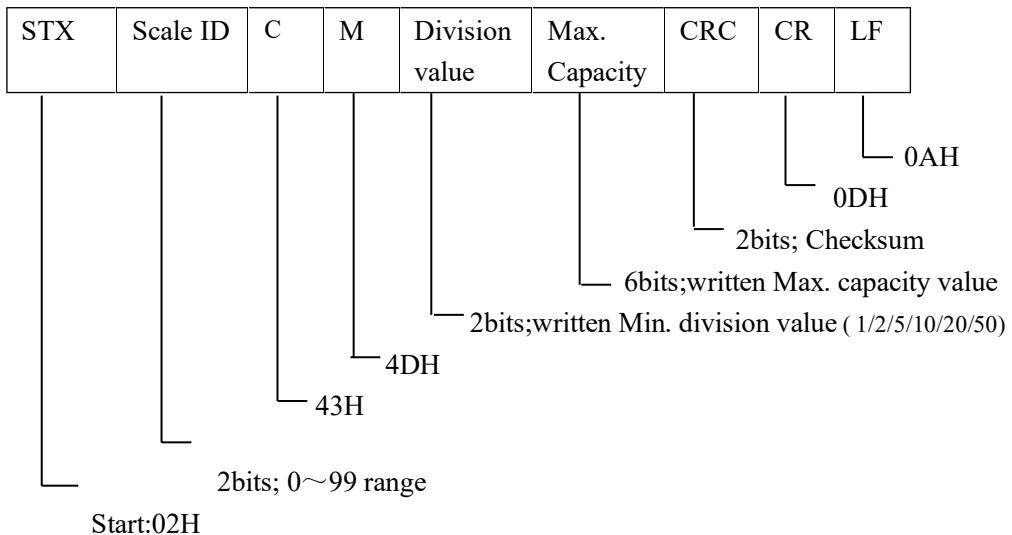 STX Scale ID C M Division value Max. Capacity CRC CR LF
0AH
0DH
2bits; Checksum
6bits;written Max. capacity value
2bits;written Min. division value ( 1/2/5/10/20/50)
4DH
43H
2bits; 0～99 range
Start:02H